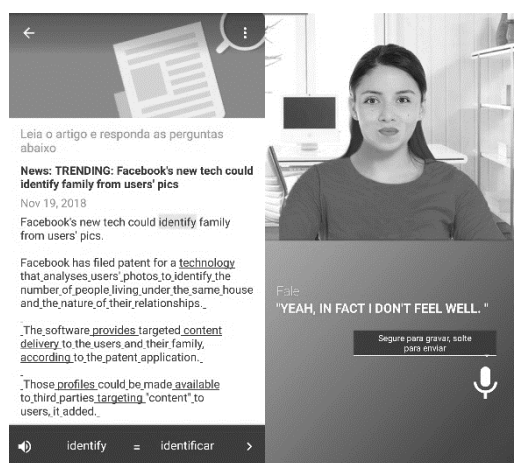 Leia o artigo e responda as perguntas
abaixo
News: TRENDING: Facebook's new tech could
identify family from users' pics
Nov 19, 2018
Facebook's new tech could identify family
from users' pics.
Facebook has filed patent for a technology
that analyses users' photos to identify the
number of people living under the same house
and the nature of their relationships.
The software provides targeted content
delivery to the users and their family,
according to the patent application.
Those profiles could be made available
to third parties targeting "content" to
users, it added.
identify = identificar
Fale
"YEAH, IN FACT I DON'T FEEL WELL. "
Segure para gravar, solte
para enviar